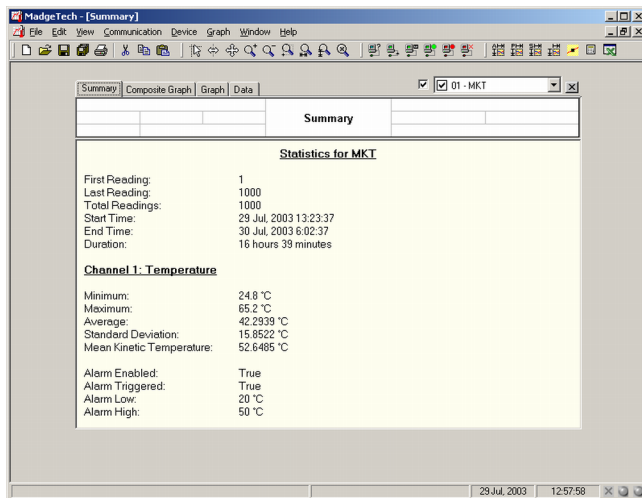 MadgeTech - [Summary]
File Edit View Communication Device Graph Window Help
Summary Composite Graph Graph Data 01 - MKT
Summary
Statistics for MKT
First Reading: 1
Last Reading: 1000
Total Readings: 1000
Start Time: 29 Jul, 2003 13:23:37
End Time: 30 Jul, 2003 6:02:37
Duration: 16 hours 39 minutes
Channel 1: Temperature
Minimum: 24.8 °C
Maximum: 65.2 °C
Average: 42.2939 °C
Standard Deviation: 15.8522 °C
Mean Kinetic Temperature: 52.6485 °C
Alarm Enabled: True
Alarm Triggered: True
Alarm Low: 20 °C
Alarm High: 50 °C
29 Jul, 2003 12:57:58